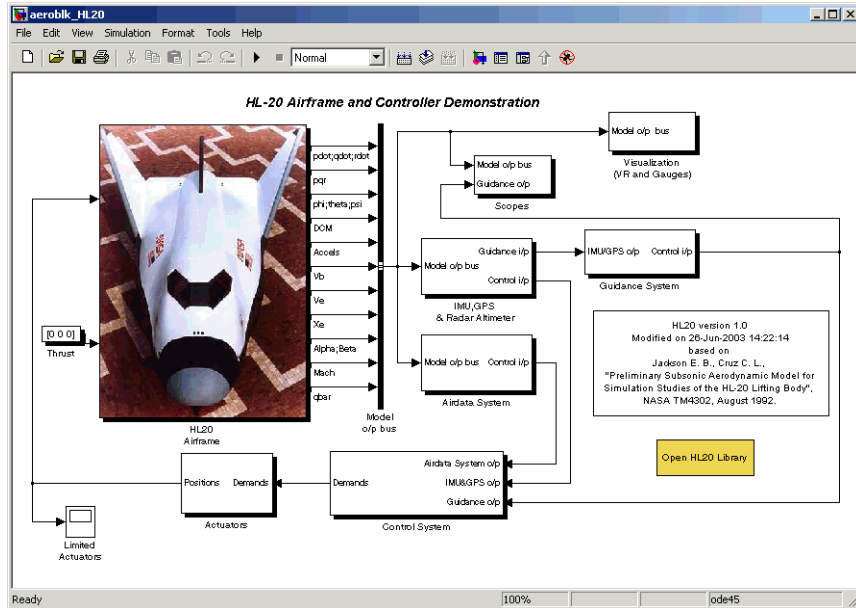 aeroblk_HL20
File Edit View Simulation Format Tools Help
Normal
HL-20 Airframe and Controller Demonstration
pdot;qdot;rdot
pqr
phi;theta;psi
DCM
Accels
Vb
Ve
Xe
Alpha;Beta
Mach
qbar
[0 0 0]
Thrust
HL20
Airframe
Model
o/p bus
Model o/p bus
Visualization
(VR and Gauges)
Model o/p bus
Guidance o/p
Scopes
Model o/p bus
Guidance i/p
Control i/p
IMU,GPS
& Radar Altimeter
IMU/GPS o/p
Control i/p
Guidance System
Model o/p bus
Control i/p
Airdata System
HL20 version 1.0
Modified on 26-Jun-2003 14:22:14
based on
Jackson E. B., Cruz C. L.,
"Preliminary Subsonic Aerodynamic Model for
Simulation Studies of the HL-20 Lifting Body",
NASA TM4302, August 1992.
Open HL20 Library
Positions
Demands
Actuators
Demands
Airdata System o/p
IMU&GPS o/p
Guidance o/p
Control System
Limited
Actuators
Ready
100%
ode45